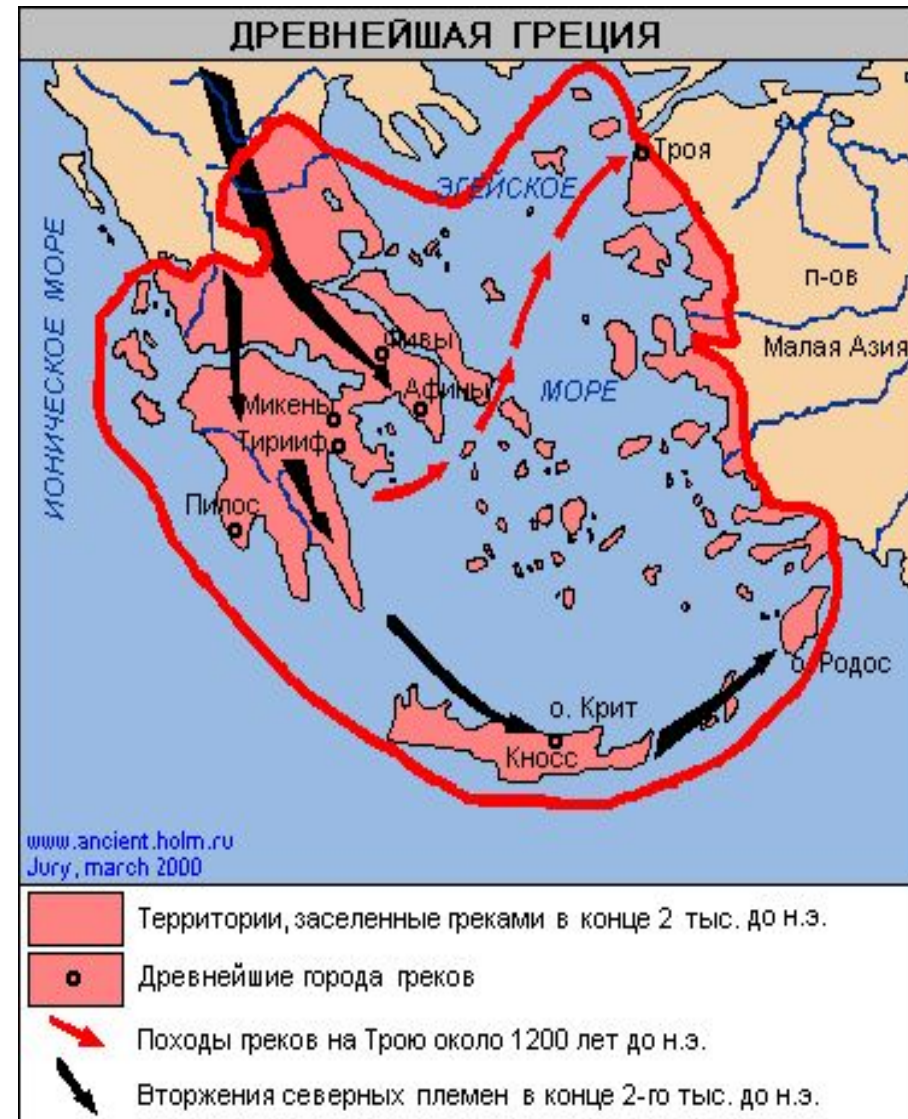 ДРЕВНЕЙШАЯ ГРЕЦИЯ
Троя
ЭГЕЙСКОЕ
п-ов
Малая Азия
ИОНИЧЕСКОЕ МОРЕ
Фивы
МОРЕ
Афины
Микены
Тирииф
Пилос
о. Родос
о. Крит
Кносс
www.ancient.holm.ru
Jury, march 2000
Территории, заселенные греками в конце 2 тыс. до н.э.
Древнейшие города греков
Походы греков на Трою около 1200 лет до н.э.
Вторжения северных племен в конце 2-го тыс. до н.э.